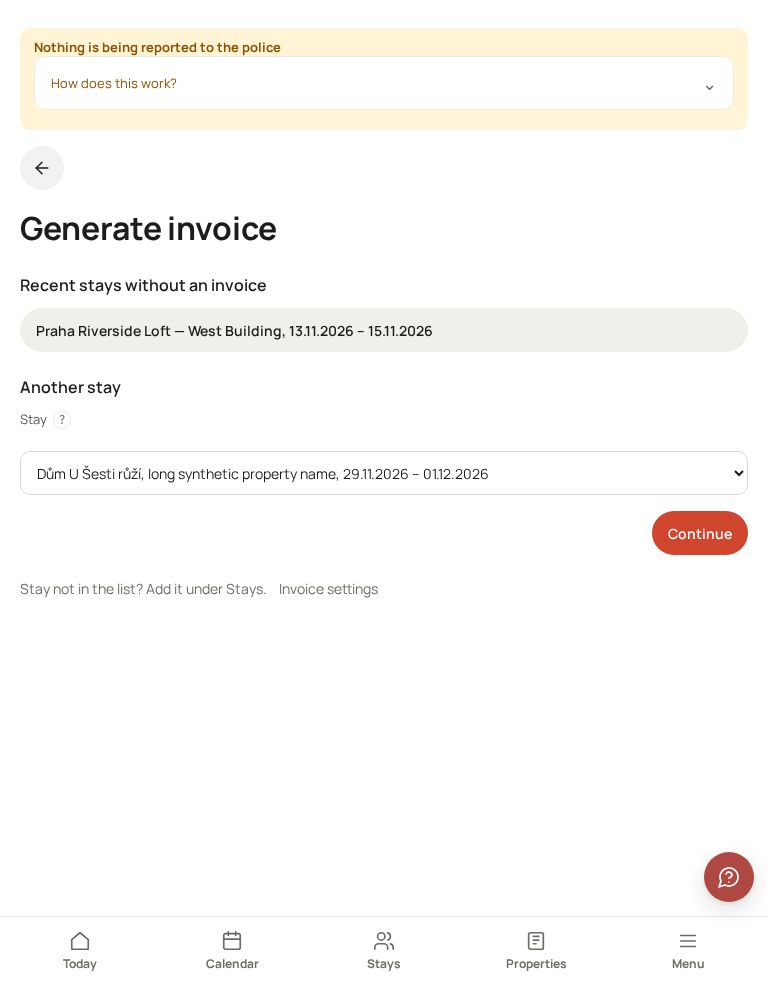 Nothing is being reported to the police
How does this work?
Generate invoice
Recent stays without an invoice
Praha Riverside Loft — West Building, 13.11.2026 – 15.11.2026
Another stay
Stay ?
Dům U Šesti růží, long synthetic property name, 29.11.2026 – 01.12.2026
Continue
Stay not in the list? Add it under Stays. Invoice settings
Today Calendar Stays Properties Menu